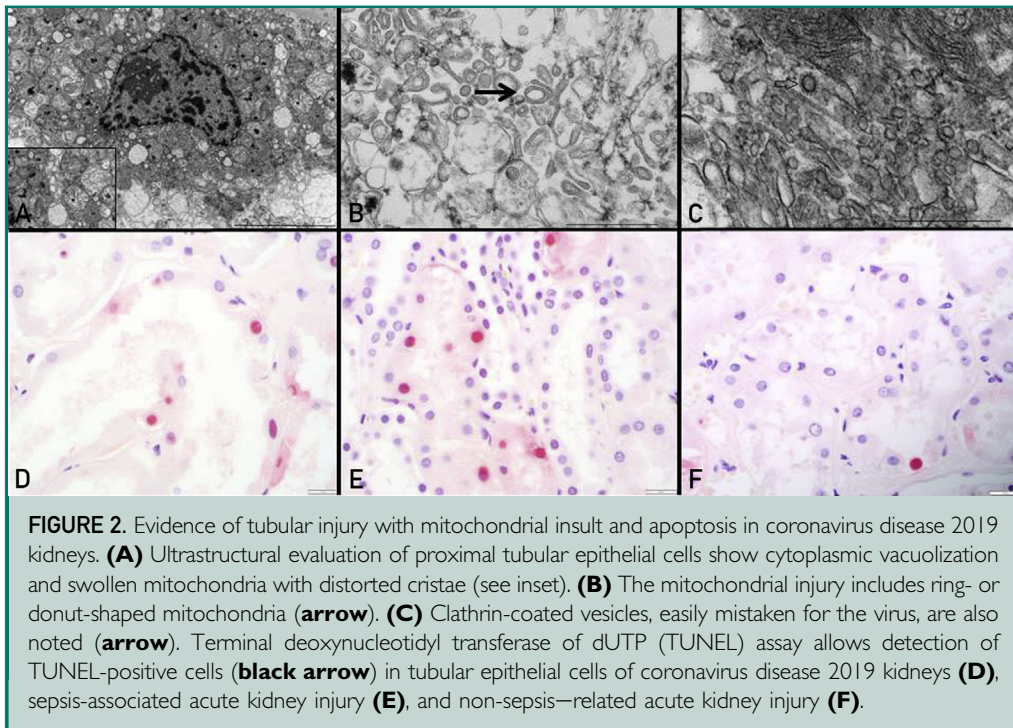 A
B
C
D
E
F
FIGURE 2. Evidence of tubular injury with mitochondrial insult and apoptosis in coronavirus disease 2019
kidneys. (A) Ultrastructural evaluation of proximal tubular epithelial cells show cytoplasmic vacuolization
and swollen mitochondria with distorted cristae (see inset). (B) The mitochondrial injury includes ring- or
donut-shaped mitochondria (arrow). (C) Clathrin-coated vesicles, easily mistaken for the virus, are also
noted (arrow). Terminal deoxynucleotidyl transferase of dUTP (TUNEL) assay allows detection of
TUNEL-positive cells (black arrow) in tubular epithelial cells of coronavirus disease 2019 kidneys (D),
sepsis-associated acute kidney injury (E), and non-sepsis—related acute kidney injury (F).